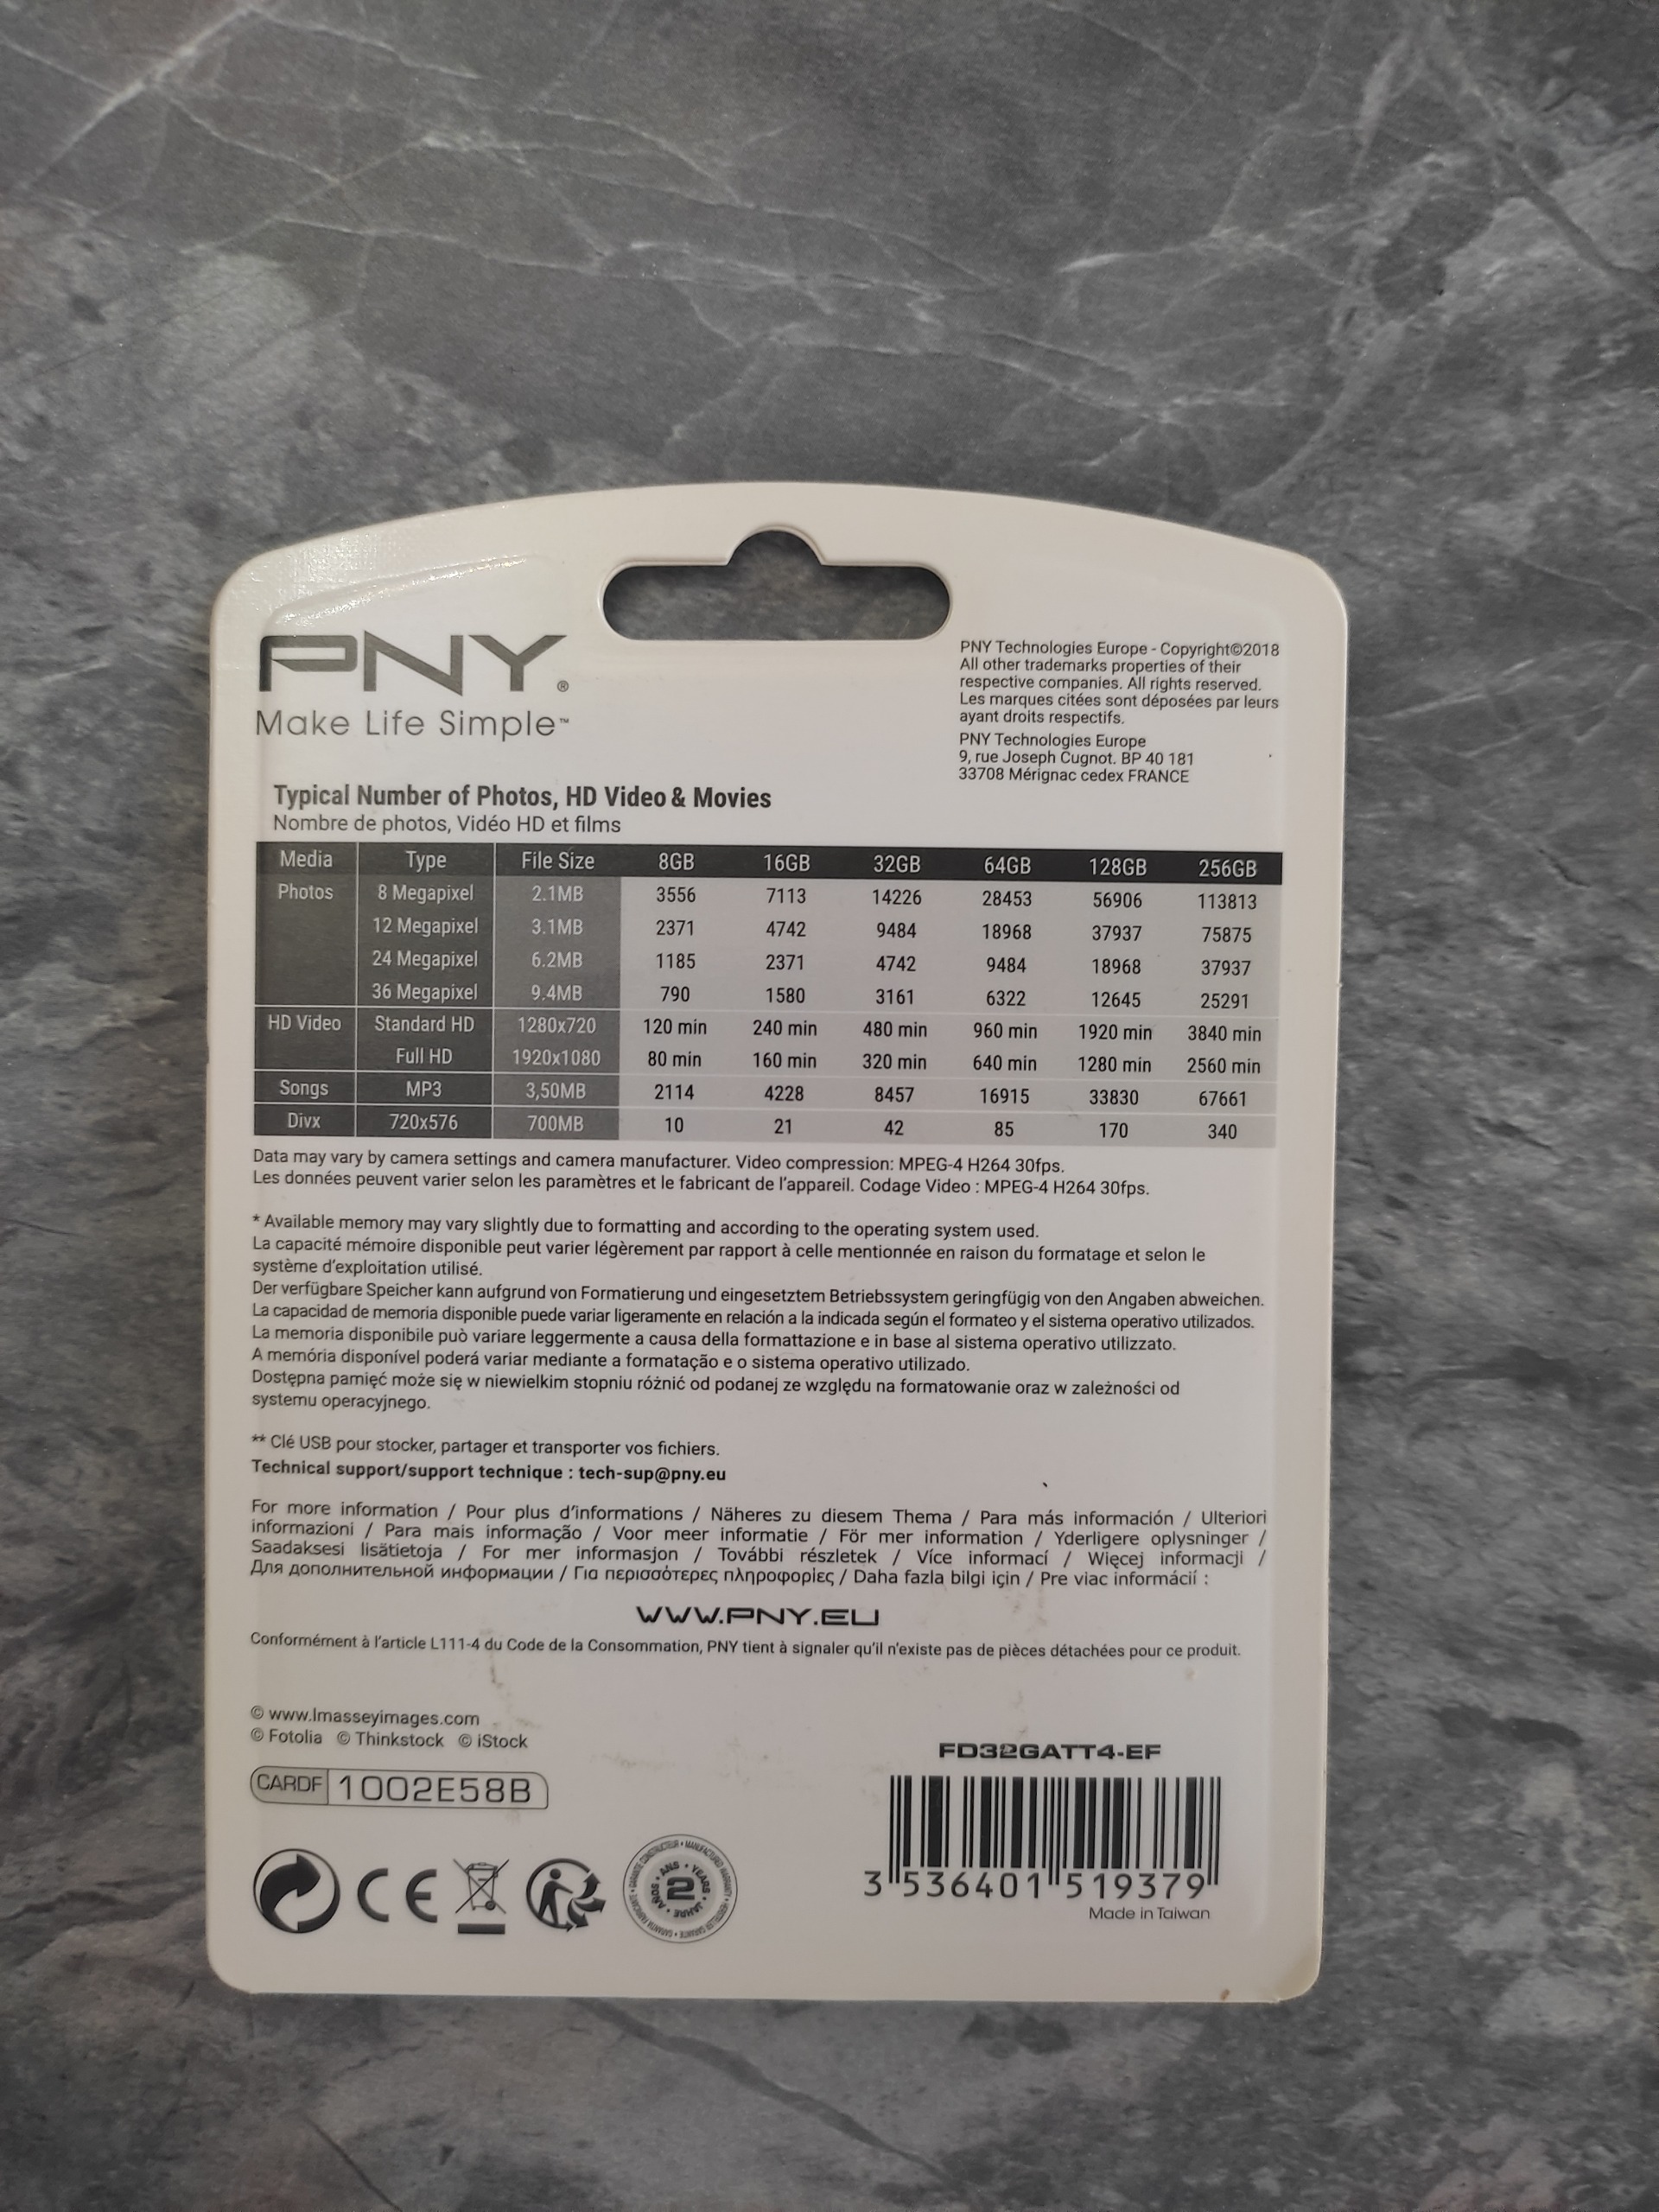 PNY®
Make Life Simple™
PNY Technologies Europe - Copyright©2018
All other trademarks properties of their
respective companies. All rights reserved.
Les marques citées sont déposées par leurs
ayant droits respectifs.
PNY Technologies Europe
9, rue Joseph Cugnot. BP 40 181
33708 Mérignac cedex FRANCE
Typical Number of Photos, HD Video & Movies
Nombre de photos, Vidéo HD et films
Media Type File Size 8GB 16GB 32GB 64GB 128GB 256GB
Photos 8 Megapixel 2.1MB 3556 7113 14226 28453 56906 113813
12 Megapixel 3.1MB 2371 4742 9484 18968 37937 75875
24 Megapixel 6.2MB 1185 2371 4742 9484 18968 37937
36 Megapixel 9.4MB 790 1580 3161 6322 12645 25291
HD Video Standard HD 1280x720 120 min 240 min 480 min 960 min 1920 min 3840 min
Full HD 1920x1080 80 min 160 min 320 min 640 min 1280 min 2560 min
Songs MP3 3,50MB 2114 4228 8457 16915 33830 67661
Divx 720x576 700MB 10 21 42 85 170 340
Data may vary by camera settings and camera manufacturer. Video compression: MPEG-4 H264 30fps.
Les données peuvent varier selon les paramètres et le fabricant de l'appareil. Codage Video : MPEG-4 H264 30fps.
* Available memory may vary slightly due to formatting and according to the operating system used.
La capacité mémoire disponible peut varier légèrement par rapport à celle mentionnée en raison du formatage et selon le
système d'exploitation utilisé.
Der verfügbare Speicher kann aufgrund von Formatierung und eingesetztem Betriebssystem geringfügig von den Angaben abweichen.
La capacidad de memoria disponible puede variar ligeramente en relación a la indicada según el formateo y el sistema operativo utilizados.
La memoria disponibile può variare leggermente a causa della formattazione e in base al sistema operativo utilizzato.
A memória disponível poderá variar mediante a formatação e o sistema operativo utilizado.
Dostępna pamięć może się w niewielkim stopniu różnić od podanej ze względu na formatowanie oraz w zależności od
systemu operacyjnego.
** Clé USB pour stocker, partager et transporter vos fichiers.
Technical support/support technique : tech-sup@pny.eu
For more information / Pour plus d'informations / Näheres zu diesem Thema / Para más información / Ulteriori
informazioni / Para mais informação / Voor meer informatie / För mer information / Yderligere oplysninger /
Saadaksesi lisätietoja / For mer informasjon / További részletek / Více informací / Więcej informacji /
Для дополнительной информации / Για περισσότερες πληροφορίες / Daha fazla bilgi için / Pre viac informácií :
WWW.PNY.EU
Conformément à l'article L111-4 du Code de la Consommation, PNY tient à signaler qu'il n'existe pas de pièces détachées pour ce produit.
© www.lmasseyimages.com
© Fotolia © Thinkstock © iStock
CARDF 1002E58B
FD32GATT4-EF
CE
2
ANS • YEARS • JAHRE • AÑOS
3 536401 519379
Made in Taiwan